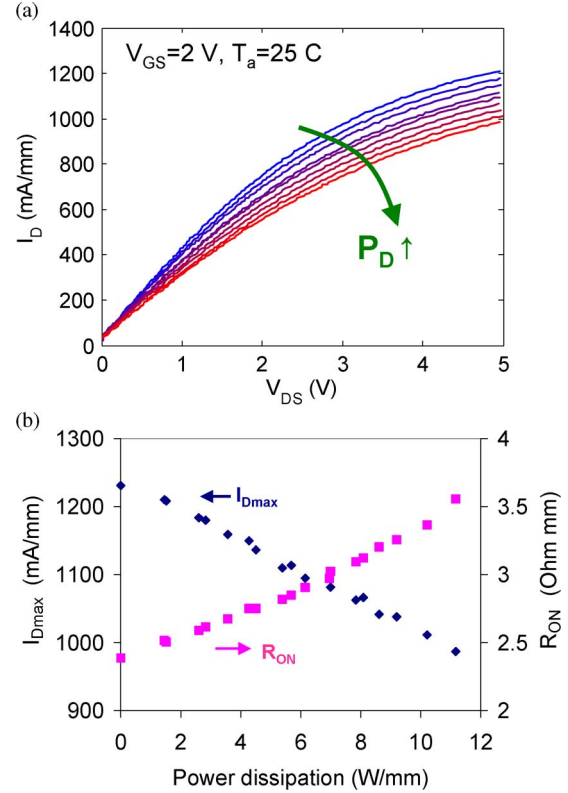 (a)
V_GS=2 V, T_a=25 C
1400
1200
1000
800
600
400
200
0
I_D (mA/mm)
P_D ↑
0 1 2 3 4 5
V_DS (V)
(b)
1300 4
1200 3.5
1100 3
1000 2.5
900 2
I_Dmax (mA/mm)
I_Dmax
R_ON
R_ON (Ohm mm)
0 2 4 6 8 10 12
Power dissipation (W/mm)